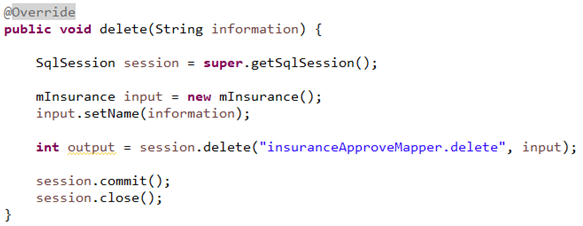 @Override
public void delete(String information) {
SqlSession session = super.getSqlSession();
mInsurance input = new mInsurance();
input.setName(information);
int output = session.delete("insuranceApproveMapper.delete", input);
session.commit();
session.close();
}